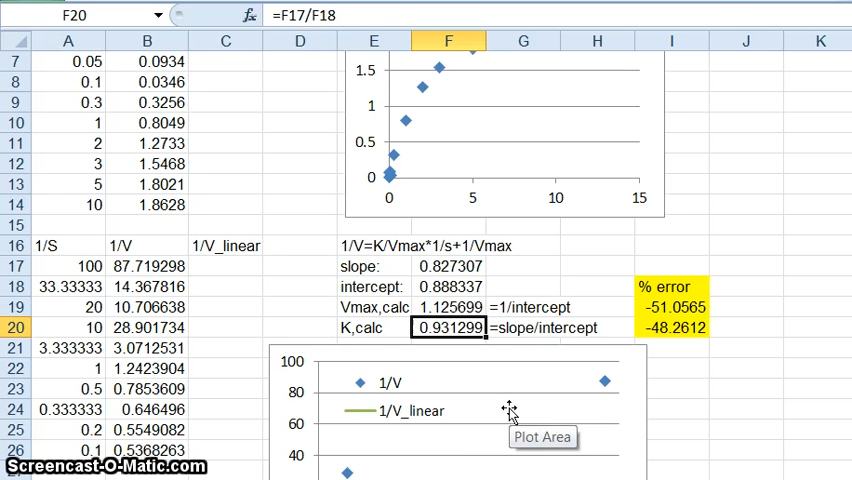 F20 fx =F17/F18
A B C D E F G H I J K
7 0.05 0.0934
8 0.1 0.0346
9 0.3 0.3256
10 1 0.8049
11 2 1.2733
12 3 1.5468
13 5 1.8021
14 10 1.8628
1.5
1
0.5
0
0 5 10 15
15
16 1/S 1/V 1/V_linear 1/V=K/Vmax*1/s+1/Vmax
17 100 87.719298 slope: 0.827307
18 33.33333 14.367816 intercept: 0.888337 % error
19 20 10.706638 Vmax,calc 1.125699 =1/intercept -51.0565
20 10 28.901734 K,calc 0.931299 =slope/intercept -48.2612
21 3.333333 3.0712531
22 1 1.2423904
23 0.5 0.7853609
24 0.333333 0.646496
25 0.2 0.5549082
26 0.1 0.5368263
100
80
60
40
1/V
1/V_linear
Plot Area
Screencast-O-Matic.com